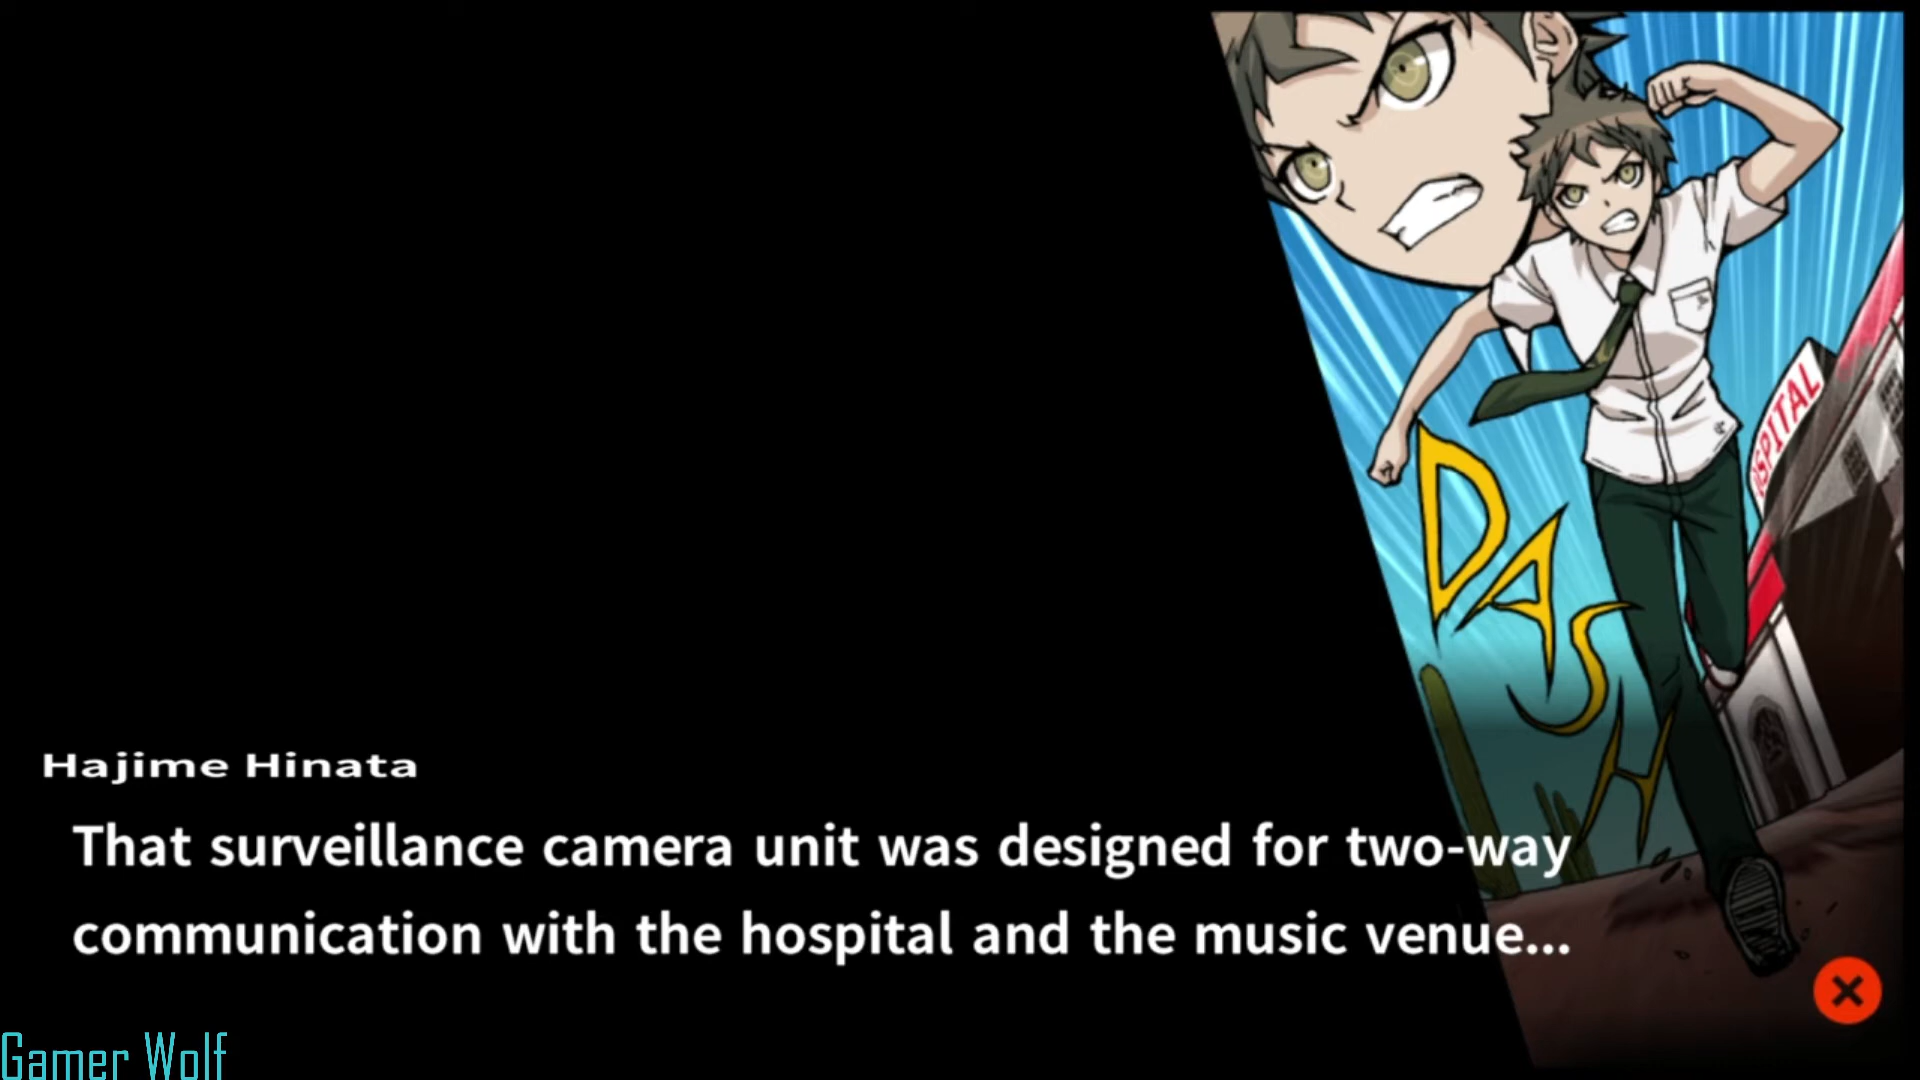 DASH
OSPITAL
Hajime Hinata
That surveillance camera unit was designed for two-way
communication with the hospital and the music venue...
Gamer Wolf